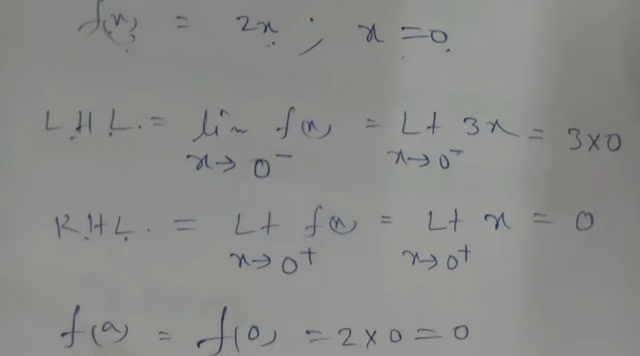 f(x) = 2x ; x = 0
L.H.L. = lim x→0⁻ f(x) = Lt x→0⁻ 3x = 3×0
R.H.L. = Lt x→0⁺ f(x) = Lt x→0⁺ x = 0
f(a) = f(0) = 2×0 = 0